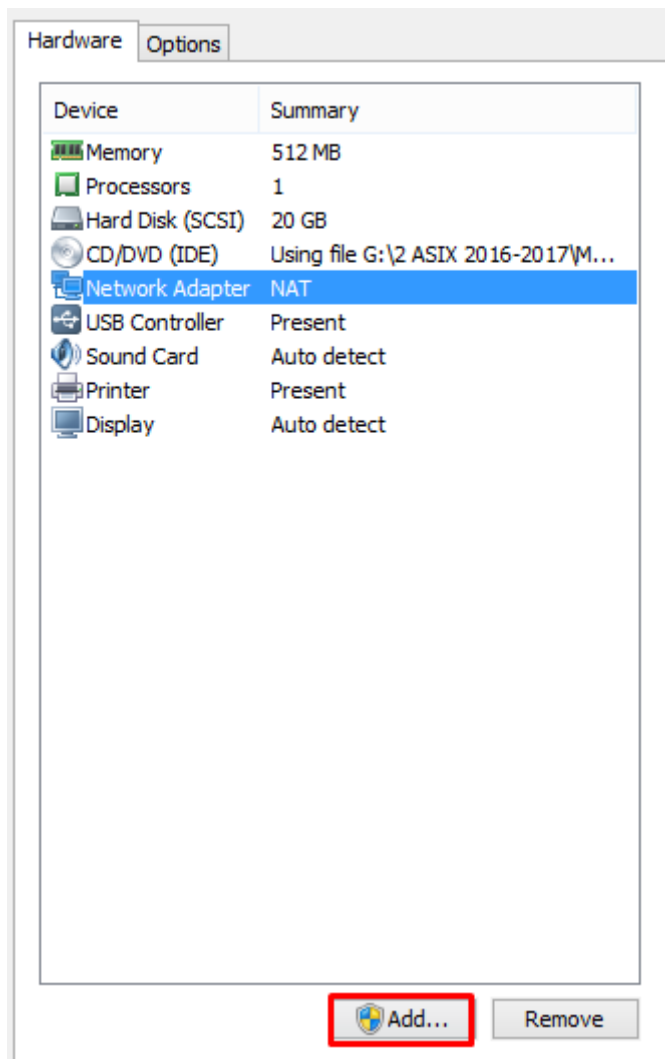 Hardware Options
Device Summary
Memory 512 MB
Processors 1
Hard Disk (SCSI) 20 GB
CD/DVD (IDE) Using file G:\2 ASIX 2016-2017\M...
Network Adapter NAT
USB Controller Present
Sound Card Auto detect
Printer Present
Display Auto detect
Add... Remove